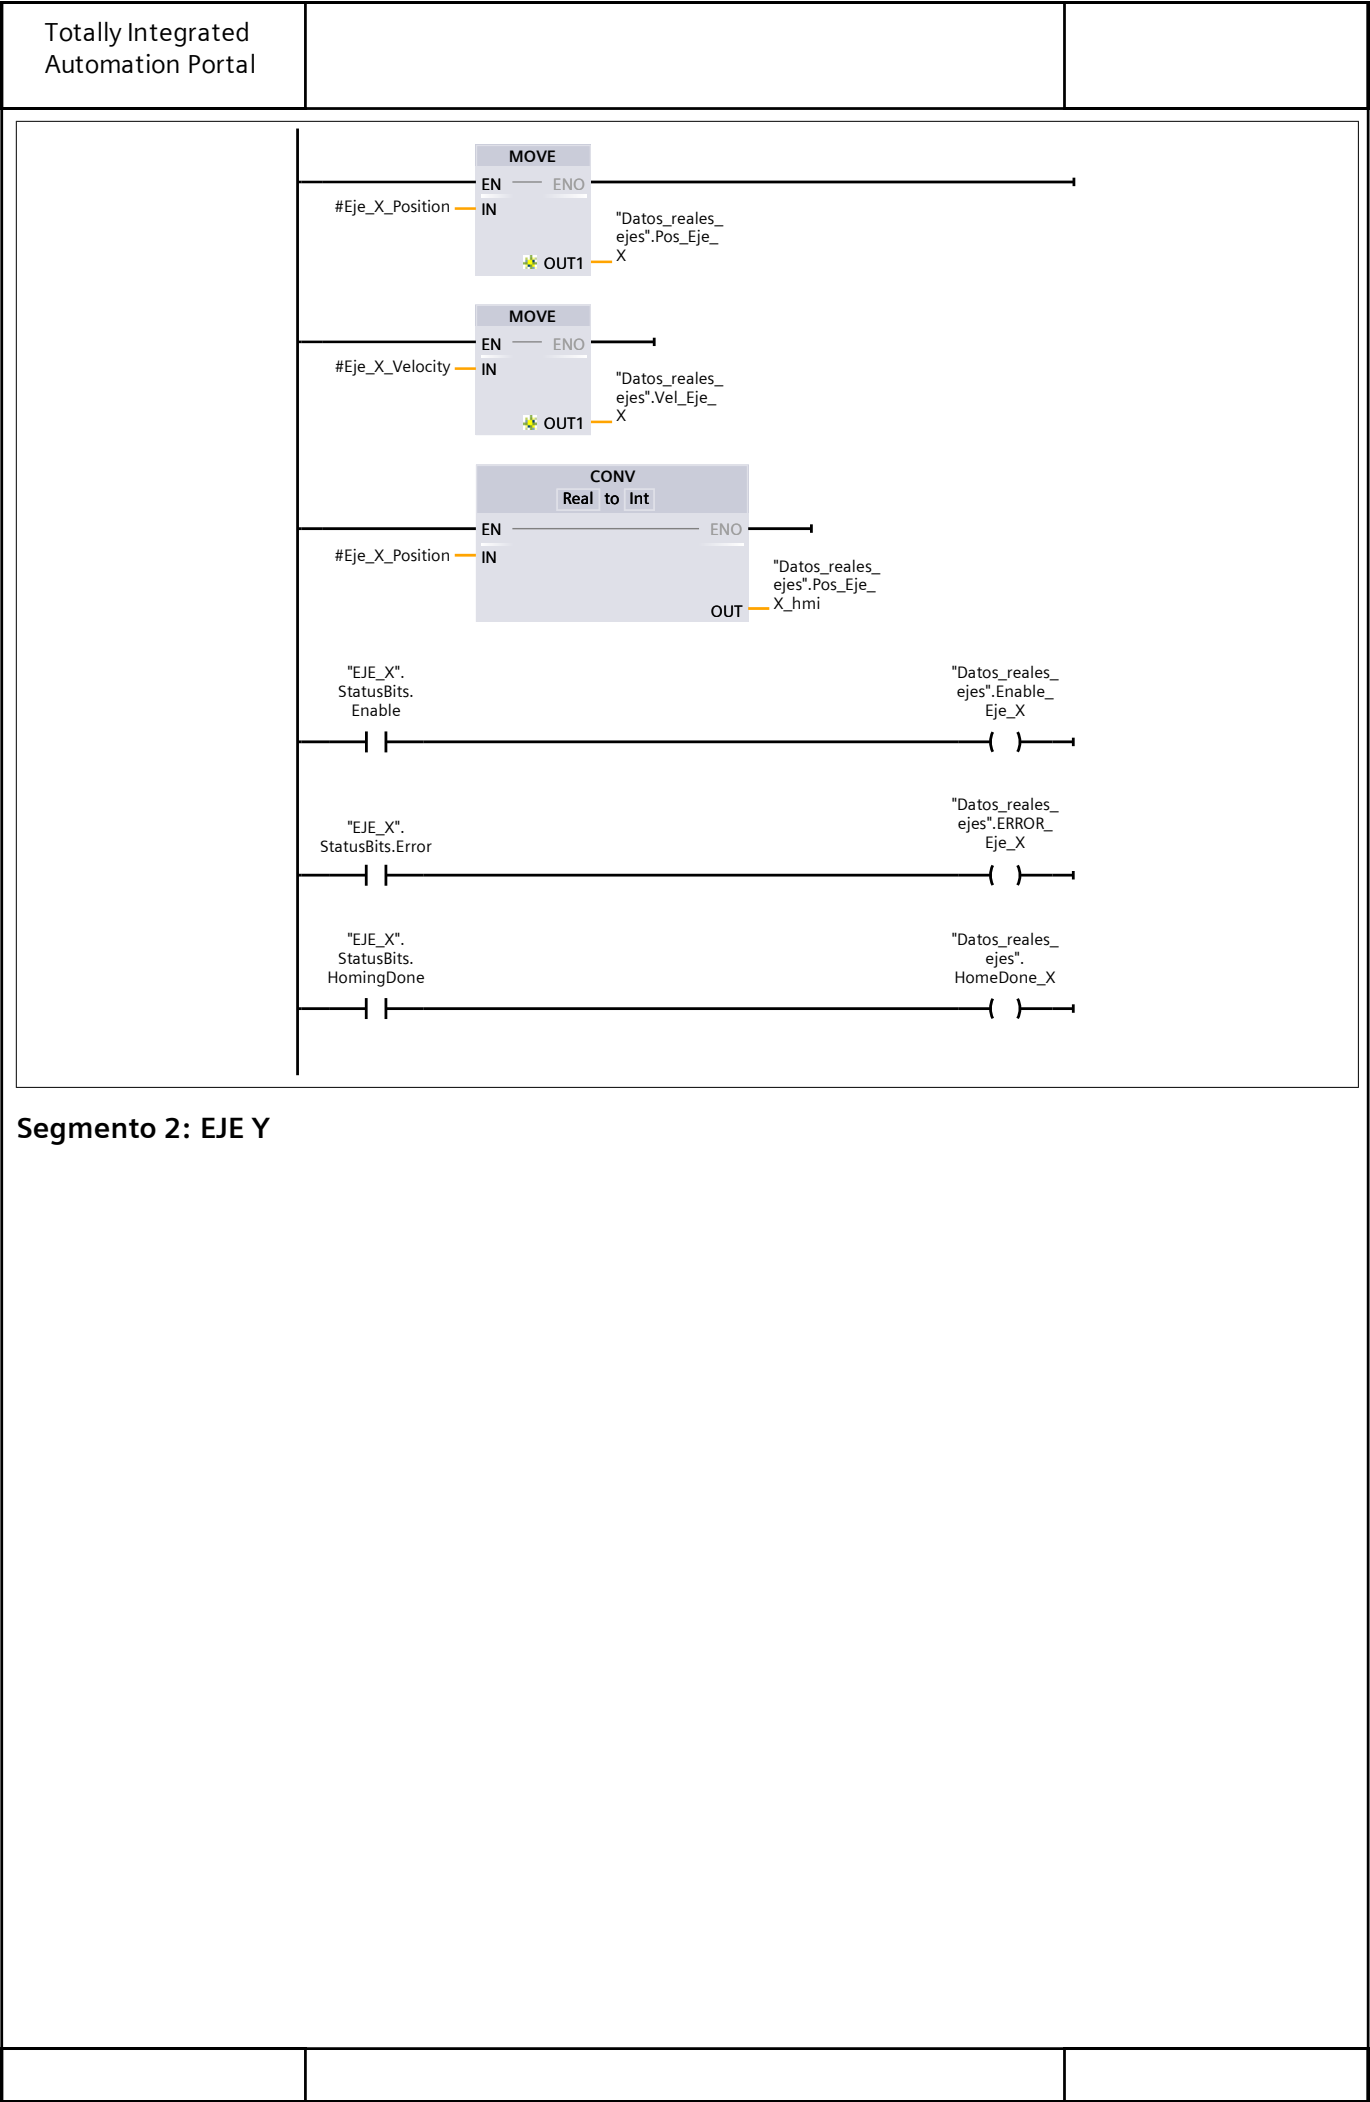 Totally Integrated
Automation Portal
MOVE
EN ENO
#Eje_X_Position IN
"Datos_reales_
ejes".Pos_Eje_
X
OUT1
MOVE
EN ENO
#Eje_X_Velocity IN
"Datos_reales_
ejes".Vel_Eje_
X
OUT1
CONV
Real to Int
EN ENO
#Eje_X_Position IN
"Datos_reales_
ejes".Pos_Eje_
X_hmi
OUT
"EJE_X".
StatusBits.
Enable
"Datos_reales_
ejes".Enable_
Eje_X
"EJE_X".
StatusBits.Error
"Datos_reales_
ejes".ERROR_
Eje_X
"EJE_X".
StatusBits.
HomingDone
"Datos_reales_
ejes".
HomeDone_X
Segmento 2: EJE Y